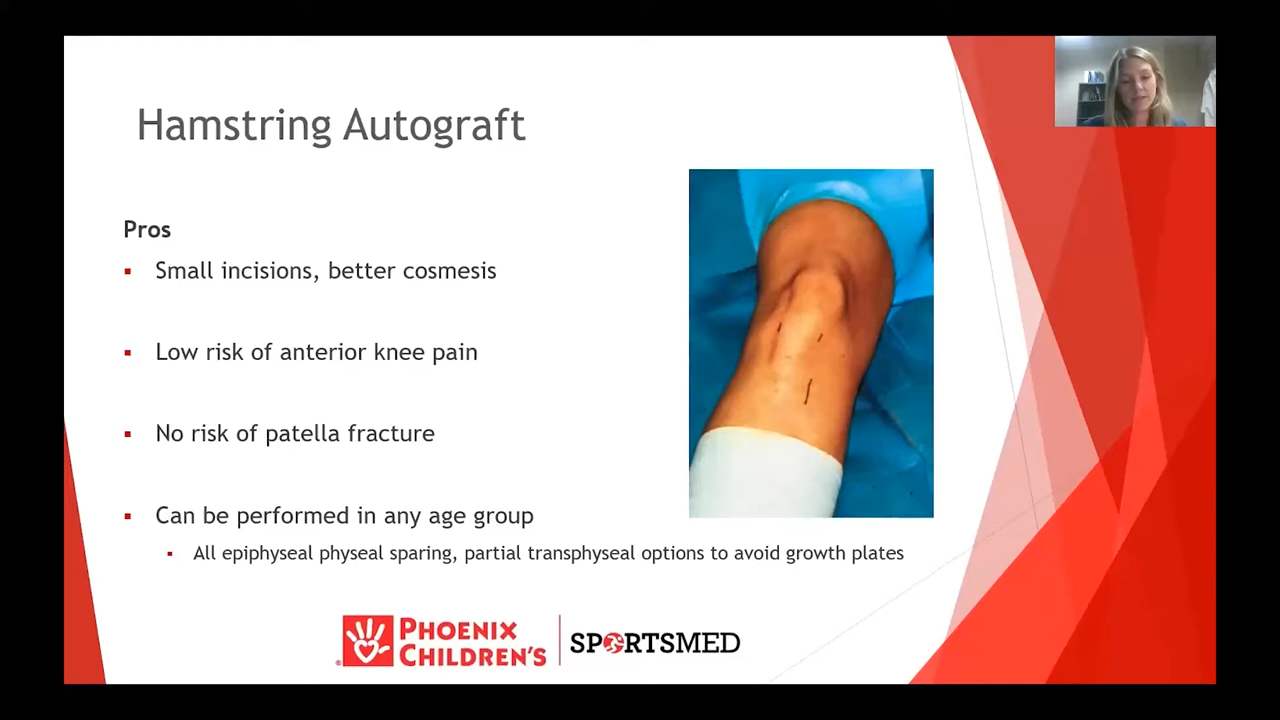 Hamstring Autograft
Pros
Small incisions, better cosmesis
Low risk of anterior knee pain
No risk of patella fracture
Can be performed in any age group
All epiphyseal physeal sparing, partial transphyseal options to avoid growth plates
PHOENIX
CHILDREN'S
SPORTSMED